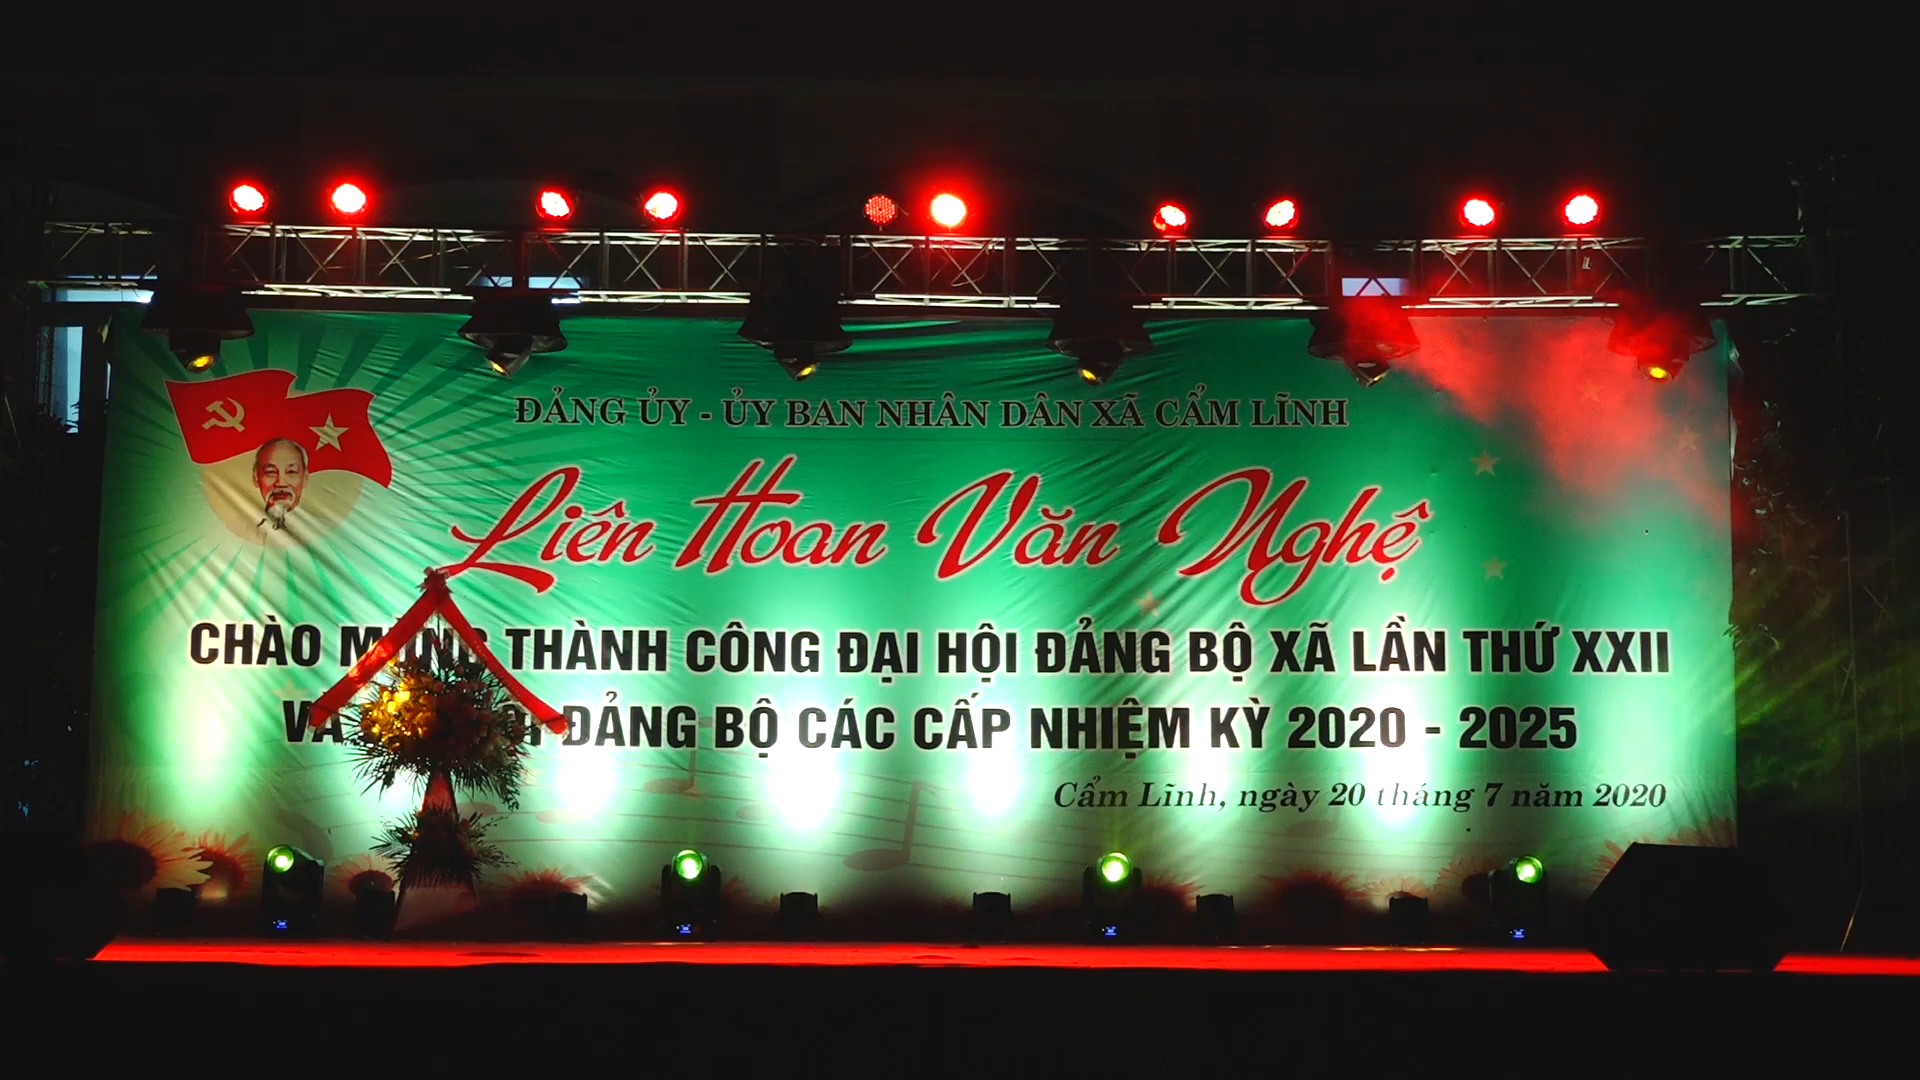 ĐẢNG ỦY - ỦY BAN NHÂN DÂN XÃ CẨM LĨNH
Liên Hoan Văn Nghệ
CHÀO MỪNG THÀNH CÔNG ĐẠI HỘI ĐẢNG BỘ XÃ LẦN THỨ XXII
VÀ ĐẢNG BỘ CÁC CẤP NHIỆM KỲ 2020 - 2025
Cẩm Lĩnh, ngày 20 tháng 7 năm 2020